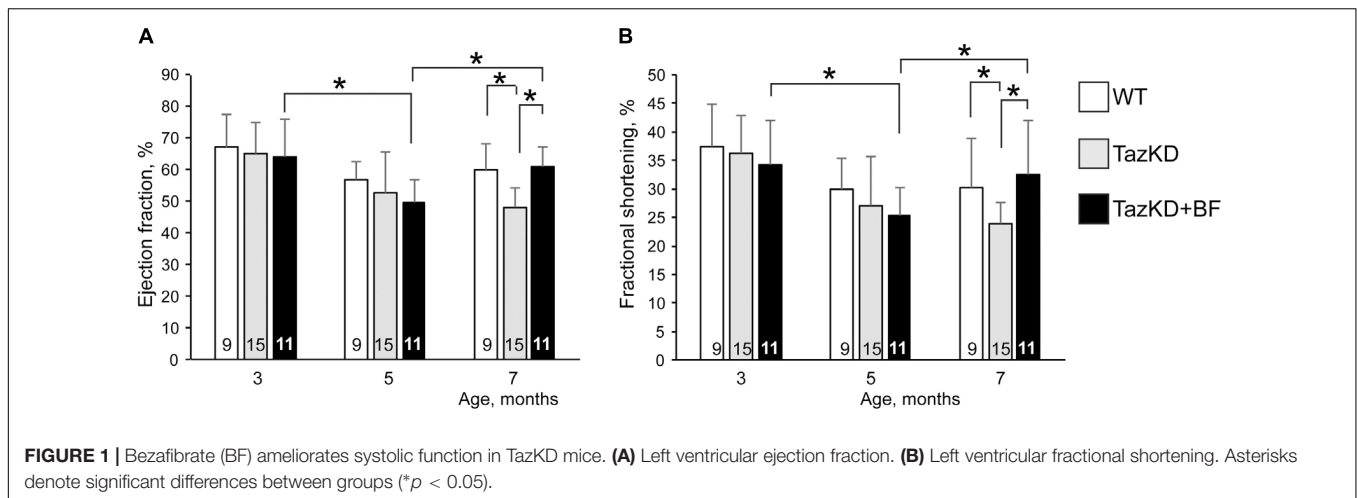 A
Ejection fraction, %
90
80
70
60
50
40
30
20
10
0
*
*
*
*
9 15 11
9 15 11
9 15 11
3 5 7
Age, months
B
Fractional shortening, %
50
45
40
35
30
25
20
15
10
5
0
*
*
*
*
9 15 11
9 15 11
9 15 11
3 5 7
Age, months
WT
TazKD
TazKD+BF
FIGURE 1 | Bezafibrate (BF) ameliorates systolic function in TazKD mice. (A) Left ventricular ejection fraction. (B) Left ventricular fractional shortening. Asterisks
denote significant differences between groups (*p < 0.05).